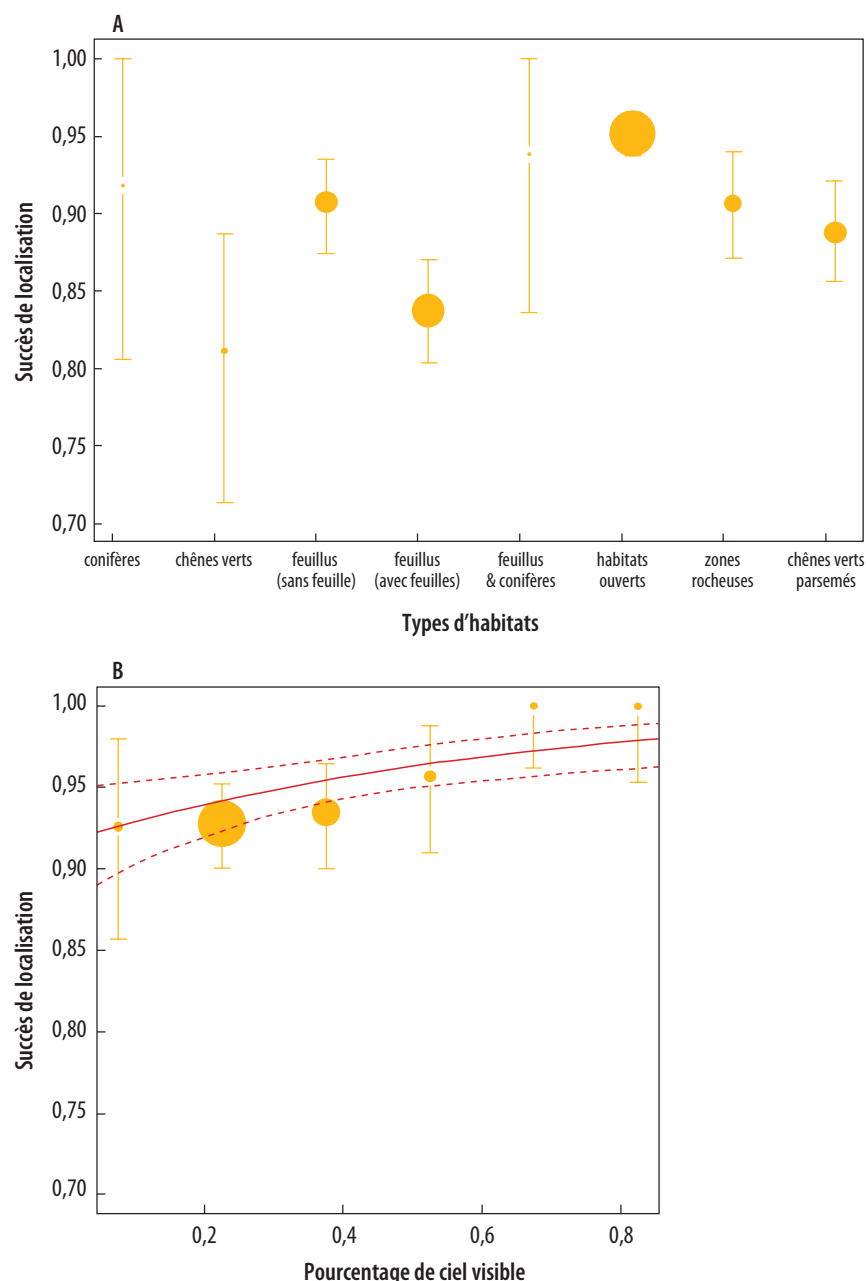 A
1,00
0,95
0,90
0,85
0,80
0,75
0,70
Succès de localisation
conifères
chênes verts
feuillus
(sans feuille)
feuillus
(avec feuilles)
feuillus
& conifères
habitats
ouverts
zones
rocheuses
chênes verts
parsemés
Types d'habitats
B
1,00
0,95
0,90
0,85
0,80
0,75
0,70
Succès de localisation
0,2
0,4
0,6
0,8
Pourcentage de ciel visible